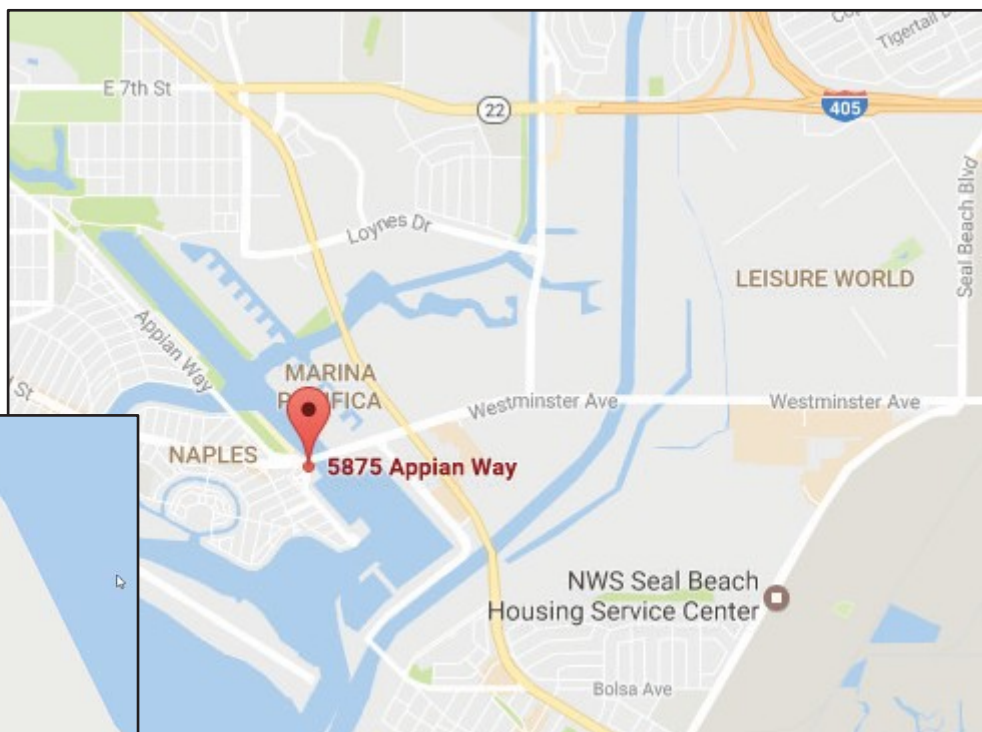 Tigertail
E 7th St
22
405
Seal Beach Blvd
Loynes Dr
LEISURE WORLD
Appian Way
MARINA
St
Westminster Ave
Westminster Ave
NAPLES
5875 Appian Way
NWS Seal Beach
Housing Service Center
Bolsa Ave